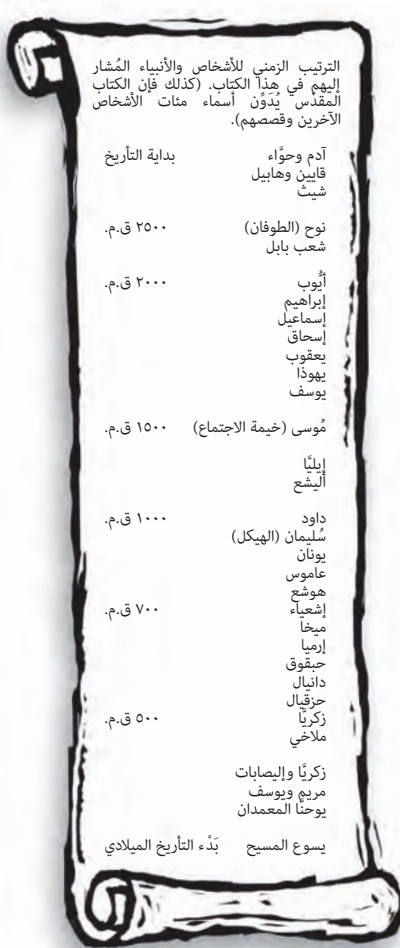 الترتيب الزمني للأشخاص والأنبياء المُشار
إليهم في هذا الكتاب. (كذلك فإن الكتاب
المقدَّس يُدَوِّن أسماء مئات الأشخاص
الآخرين وقصصهم).
آدم وحوَّاء بداية التأريخ
قايين وهابيل
شيث
نوح (الطوفان) ٢٥٠٠ ق.م.
شعب بابل
أيُّوب ٢٠٠٠ ق.م.
إبراهيم
إسماعيل
إسحاق
يعقوب
يهوذا
يوسف
مُوسى (خيمة الاجتماع) ١٥٠٠ ق.م.
إيليَّا
أليشع
داود ١٠٠٠ ق.م.
سُليمان (الهيكل)
يونان
عاموس
هوشع
إشعياء ٧٠٠ ق.م.
ميخا
إرميا
حبقوق
دانيال
حزقيال
زكريَّا ٥٠٠ ق.م.
ملاخي
زكريَّا وإليصابات
مريم ويوسف
يوحنَّا المعمدان
يسوع المسيح بَدْء التأريخ الميلادي